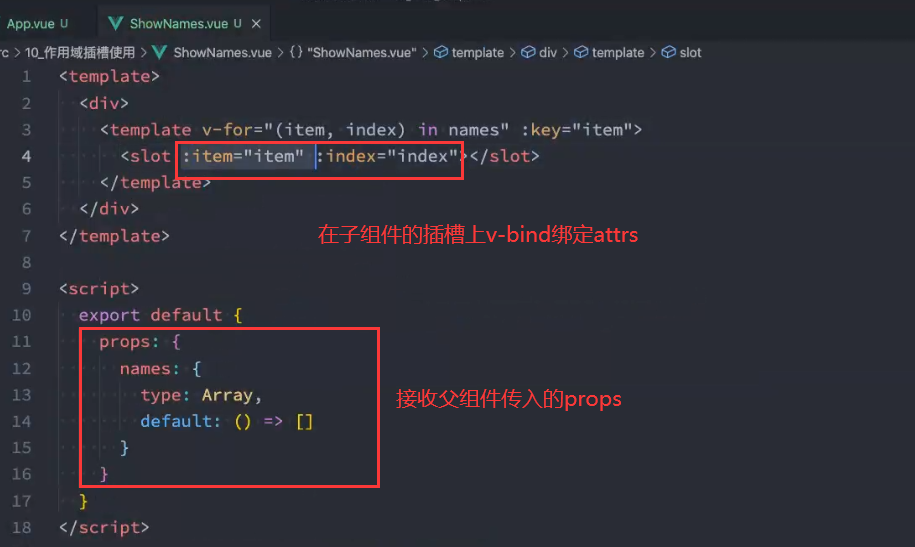 App.vue U ShowNames.vue U ×
rc > 10_作用域插槽使用 > ShowNames.vue > {} "ShowNames.vue" > template > div > template > slot
1 <template>
2 <div>
3 <template v-for="(item, index) in names" :key="item">
4 <slot :item="item" :index="index"></slot>
5 </template>
6 </div>
7 </template>
在子组件的插槽上v-bind绑定attrs
8
9 <script>
10 export default {
11 props: {
12 names: {
13 type: Array,
接收父组件传入的props
14 default: () => []
15 }
16 }
17 }
18 </script>